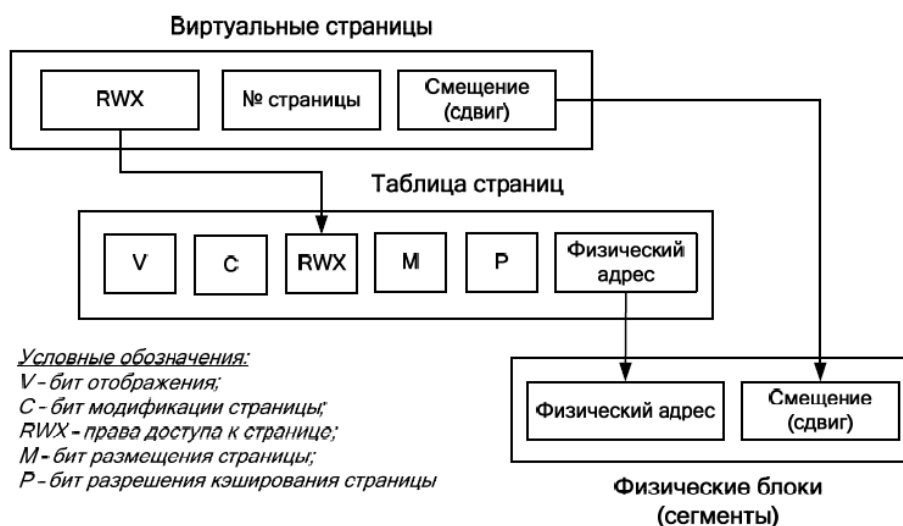 Виртуальные страницы
RWX
№ страницы
Смещение
(сдвиг)
Таблица страниц
V
C
RWX
M
P
Физический
адрес
Условные обозначения:
V – бит отображения;
C – бит модификации страницы;
RWX – права доступа к странице;
M – бит размещения страницы;
P – бит разрешения кэширования страницы
Физический адрес
Смещение
(сдвиг)
Физические блоки
(сегменты)